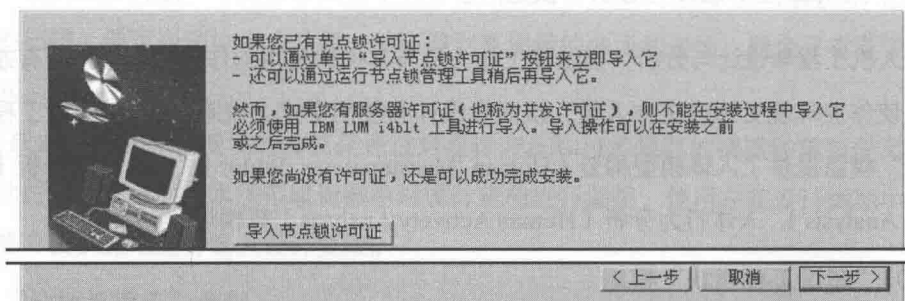 如果您已有节点锁许可证：
- 可以通过单击“导入节点锁许可证”按钮来立即导入它
- 还可以通过运行节点锁管理工具稍后再导入它。
然而，如果您有服务器许可证(也称为并发许可证)，则不能在安装过程中导入它
必须使用 IBM LUM i4blt 工具进行导入。导入操作可以在安装之前
或之后完成。
如果您尚没有许可证，还是可以成功完成安装。
导入节点锁许可证
< 上一步 取消 下一步 >